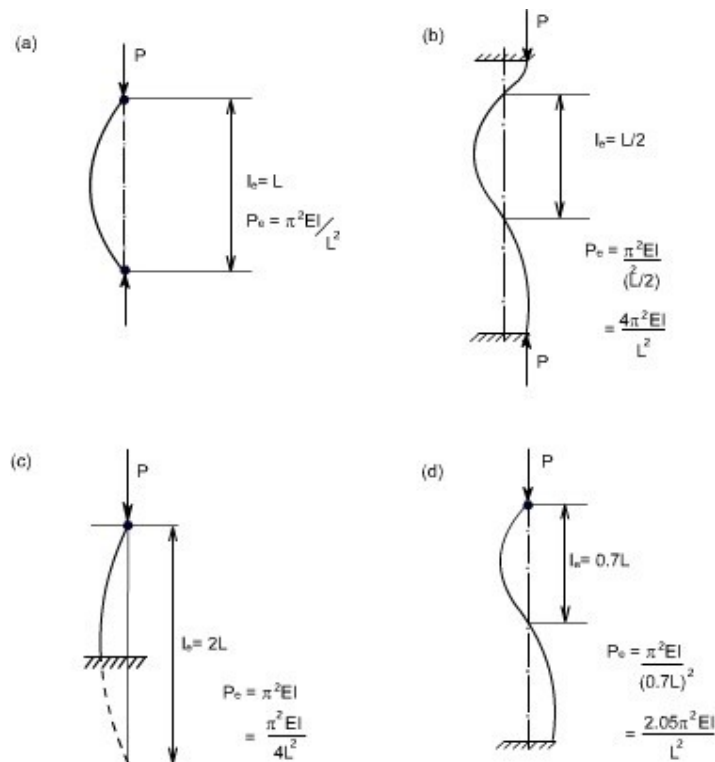 (a)
P
lₑ= L
Pₑ = π²EI/L²
(b)
P
lₑ= L/2
Pₑ = π²EI
(L²/2)
= 4π²EI
L²
P
(c)
P
lₑ= 2L
Pₑ = π²EI
= π²EI
4L²
(d)
P
lₑ= 0.7L
Pₑ = π²EI
(0.7L)²
= 2.05π²EI
L²